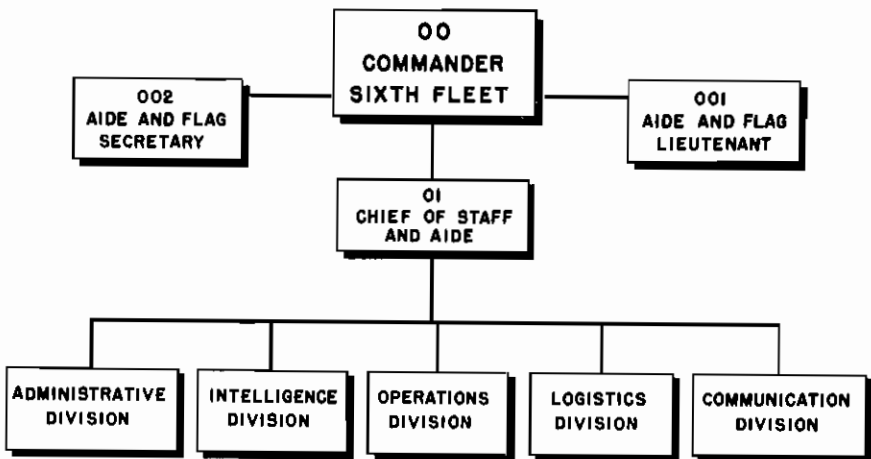 00
COMMANDER
SIXTH FLEET
002
AIDE AND FLAG
SECRETARY
001
AIDE AND FLAG
LIEUTENANT
01
CHIEF OF STAFF
AND AIDE
ADMINISTRATIVE
DIVISION
INTELLIGENCE
DIVISION
OPERATIONS
DIVISION
LOGISTICS
DIVISION
COMMUNICATION
DIVISION